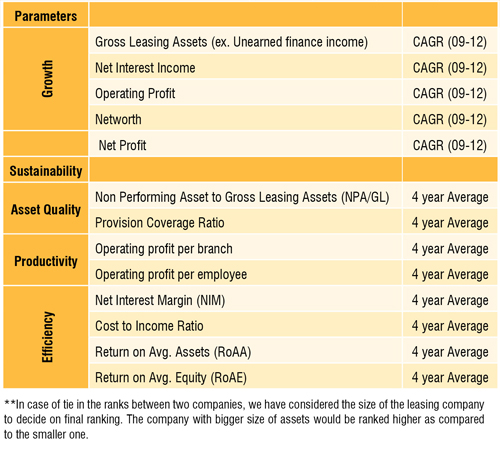 Parameters
Growth
Gross Leasing Assets (ex. Unearned finance income) CAGR (09-12)
Net Interest Income CAGR (09-12)
Operating Profit CAGR (09-12)
Networth CAGR (09-12)
Net Profit CAGR (09-12)
Sustainability
Asset Quality
Non Performing Asset to Gross Leasing Assets (NPA/GL) 4 year Average
Provision Coverage Ratio 4 year Average
Productivity
Operating profit per branch 4 year Average
Operating profit per employee 4 year Average
Efficiency
Net Interest Margin (NIM) 4 year Average
Cost to Income Ratio 4 year Average
Return on Avg. Assets (RoAA) 4 year Average
Return on Avg. Equity (RoAE) 4 year Average
**In case of tie in the ranks between two companies, we have considered the size of the leasing company
to decide on final ranking. The company with bigger size of assets would be ranked higher as compared
to the smaller one.